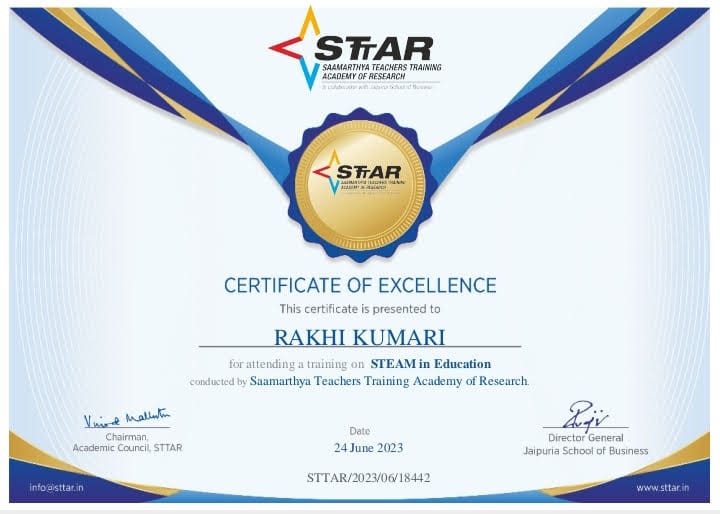 STTAR
SAAMARTHYA TEACHERS TRAINING
ACADEMY OF RESEARCH
In collaboration with Jaipuria School of Business
STTAR
SAAMARTHYA TEACHERS TRAINING
ACADEMY OF RESEARCH
CERTIFICATE OF EXCELLENCE
This certificate is presented to
RAKHI KUMARI
for attending a training on STEAM in Education
conducted by Saamarthya Teachers Training Academy of Research.
Chairman,
Academic Council, STTAR
Date
24 June 2023
Director General
Jaipuria School of Business
STTAR/2023/06/18442
info@sttar.in
www.sttar.in